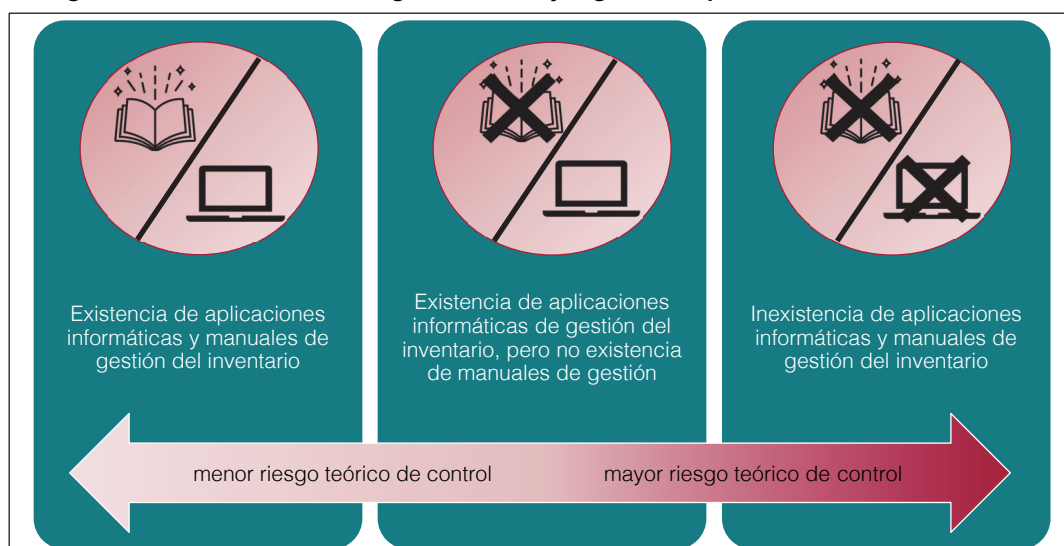 Existencia de aplicaciones
informáticas y manuales de
gestión del inventario
Existencia de aplicaciones
informáticas de gestión del
inventario, pero no existencia
de manuales de gestión
Inexistencia de aplicaciones
informáticas y manuales de
gestión del inventario
menor riesgo teórico de control
mayor riesgo teórico de control